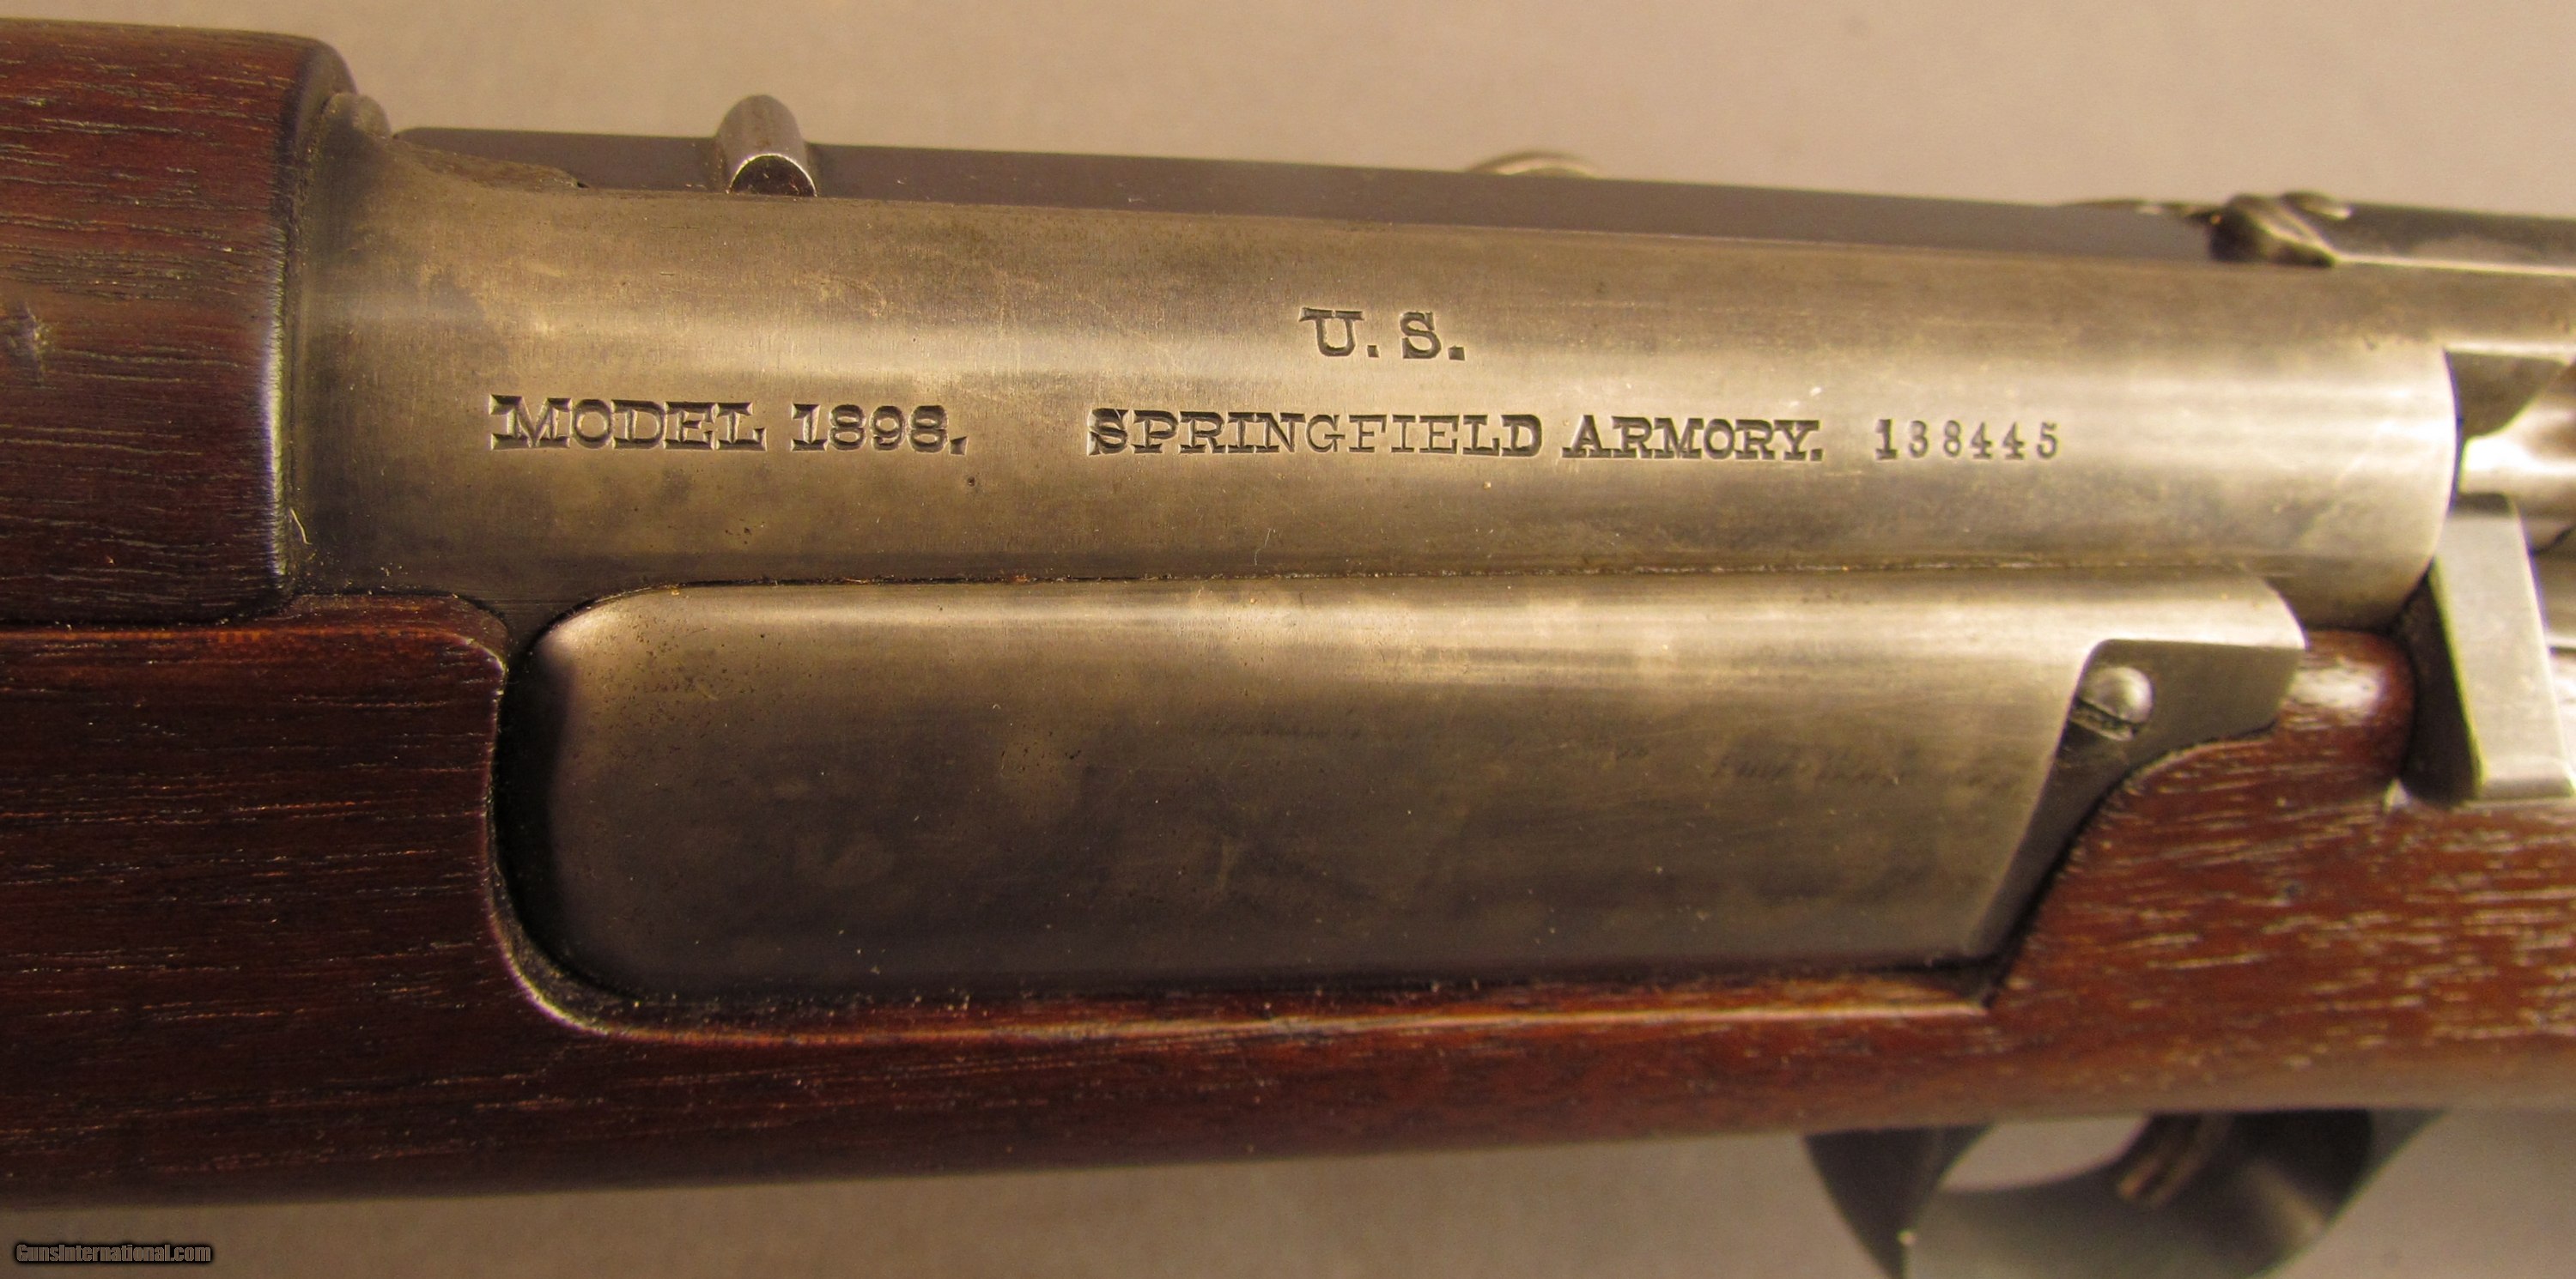 U.S.
MODEL 1898. SPRINGFIELD ARMORY. 138445
GunsInternational.com